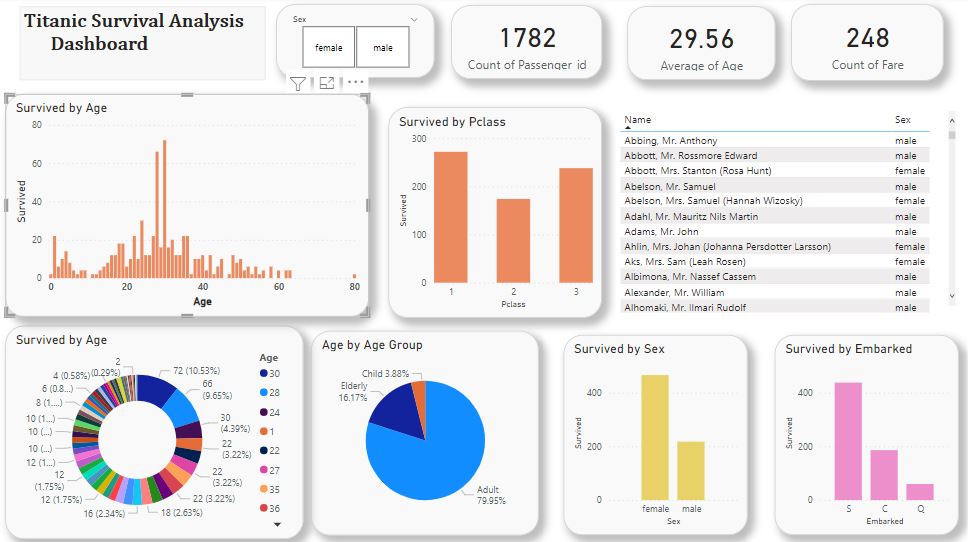 Titanic Survival Analysis
Dashboard
Sex
female
male
1782
Count of Passenger_id
29.56
Average of Age
248
Count of Fare
Survived by Age
80
60
40
20
0
Survived
0
20
40
60
80
Age
Survived by Pclass
300
200
100
0
Survived
1
2
3
Pclass
Name Sex
Abbing, Mr. Anthony male
Abbott, Mr. Rossmore Edward male
Abbott, Mrs. Stanton (Rosa Hunt) female
Abelson, Mr. Samuel male
Abelson, Mrs. Samuel (Hannah Wizosky) female
Adahl, Mr. Mauritz Nils Martin male
Adams, Mr. John male
Ahlin, Mrs. Johan (Johanna Persdotter Larsson) female
Aks, Mrs. Sam (Leah Rosen) female
Albimona, Mr. Nassef Cassem male
Alexander, Mr. William male
Alhomaki, Mr. Ilmari Rudolf male
Survived by Age
2
(0.29%)
4 (0.58%)
6 (0.8...)
8 (1....)
10 (1...)
10 (...)
10 (...)
12 (1...)
12
(1.75%)
12 (1.75%)
16 (2.34%)
18 (2.63%)
22 (3.22%)
22
(3.22%)
22
(3.22%)
30
(4.39%)
66
(9.65%)
72 (10.53%)
Age
30
28
24
1
22
27
35
36
Age by Age Group
Child 3.88%
Elderly
16.17%
Adult
79.95%
Survived by Sex
400
200
0
Survived
female
male
Sex
Survived by Embarked
400
200
0
Survived
S
C
Q
Embarked